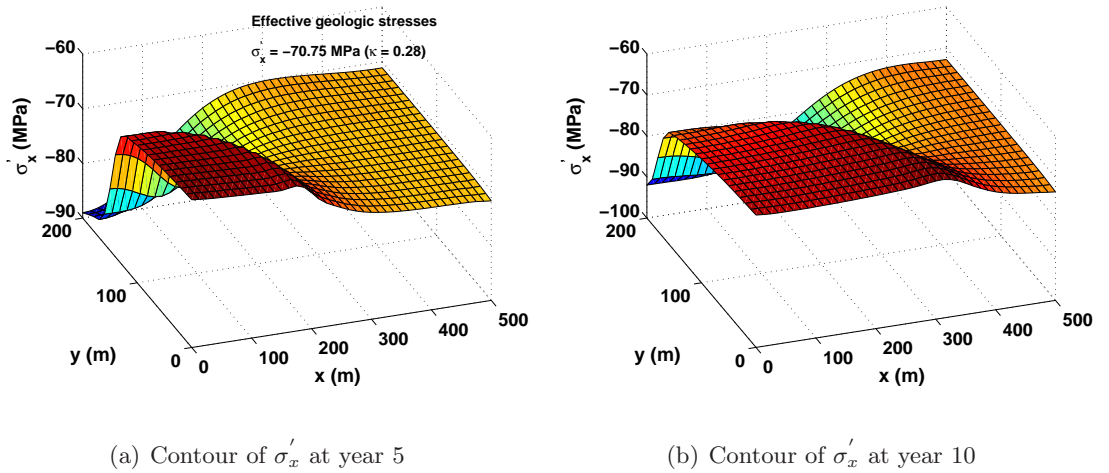 Effective geologic stresses
σ'x = −70.75 MPa (κ = 0.28)
−60
−70
−80
−90
σ'x (MPa)
200
100
0
y (m)
0
100
200
300
400
500
x (m)
−60
−70
−80
−90
−100
σ'x (MPa)
200
100
0
y (m)
0
100
200
300
400
500
x (m)
(a) Contour of σ'x at year 5
(b) Contour of σ'x at year 10